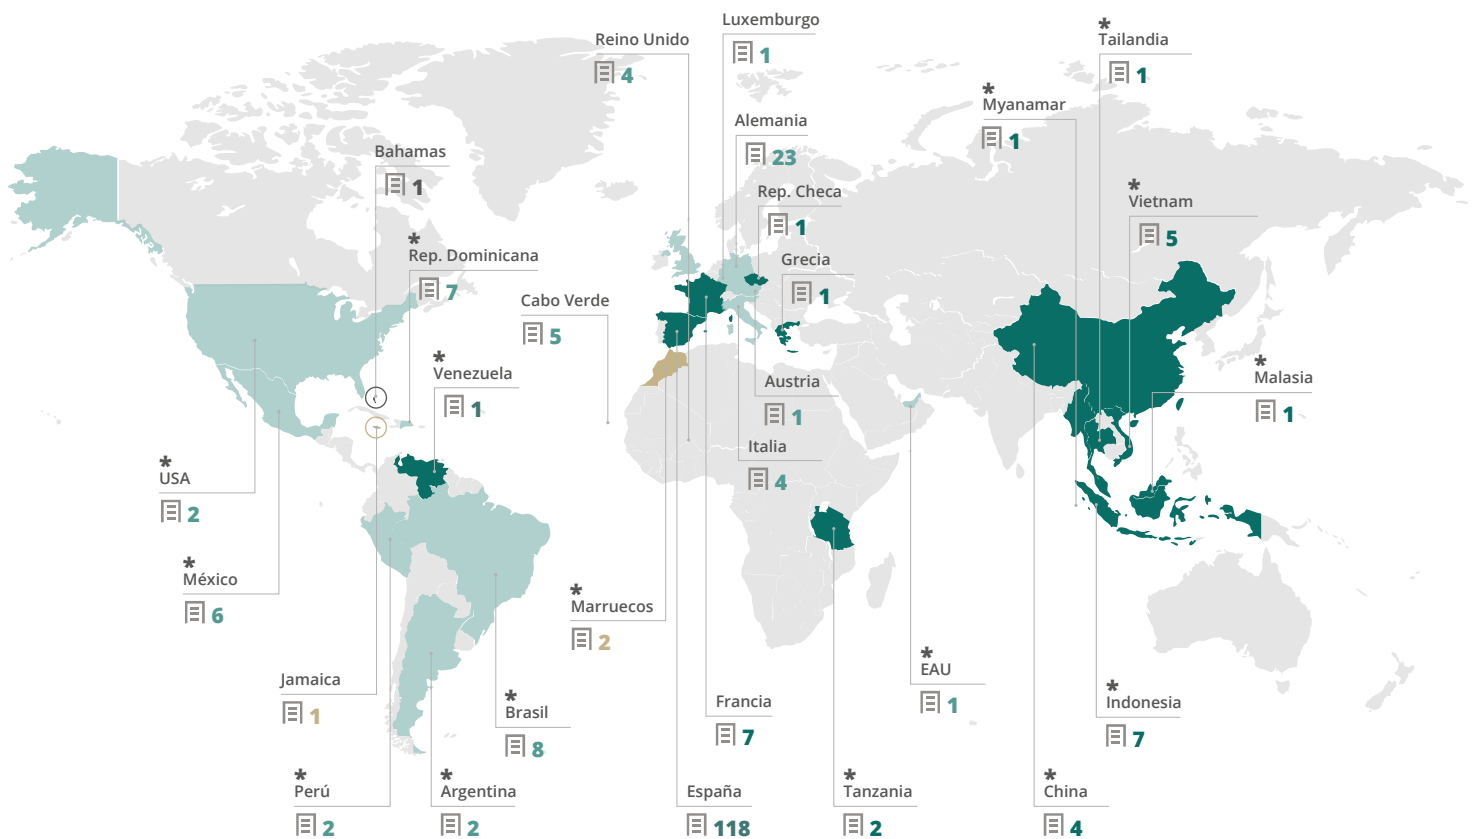 Luxemburgo
1
Reino Unido
4
*
Tailandia
1
*
Myanamar
1
Alemania
23
Bahamas
1
Rep. Checa
1
*
Vietnam
5
*
Rep. Dominicana
7
Grecia
1
Cabo Verde
5
*
Venezuela
1
Austria
1
*
Malasia
1
Italia
4
*
USA
2
*
México
6
*
Marruecos
2
Jamaica
1
*
Brasil
8
Francia
7
*
EAU
1
*
Indonesia
7
*
Perú
2
*
Argentina
2
España
118
*
Tanzania
2
*
China
4